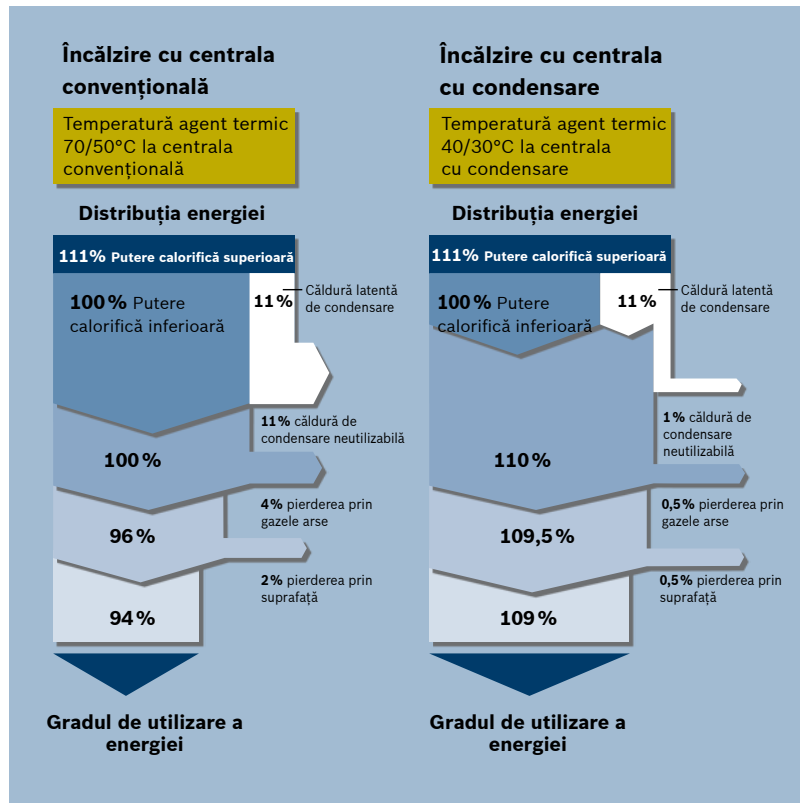 Încălzire cu centrala
convențională
Temperatură agent termic
70/50°C la centrala
convențională
Distribuția energiei
111% Putere calorifică superioară
100% Putere
calorifică inferioară
11%
Căldură latentă
de condensare
11% căldură de
condensare neutilizabilă
100%
4% pierderea prin
gazele arse
96%
2% pierderea prin
suprafață
94%
Gradul de utilizare a
energiei
Încălzire cu centrala
cu condensare
Temperatură agent termic
40/30°C la centrala
cu condensare
Distribuția energiei
111% Putere calorifică superioară
100% Putere
calorifică inferioară
11%
Căldură latentă
de condensare
1% căldură de
condensare
neutilizabilă
110%
0,5% pierderea prin
gazele arse
109,5%
0,5% pierderea prin
suprafață
109%
Gradul de utilizare a
energiei